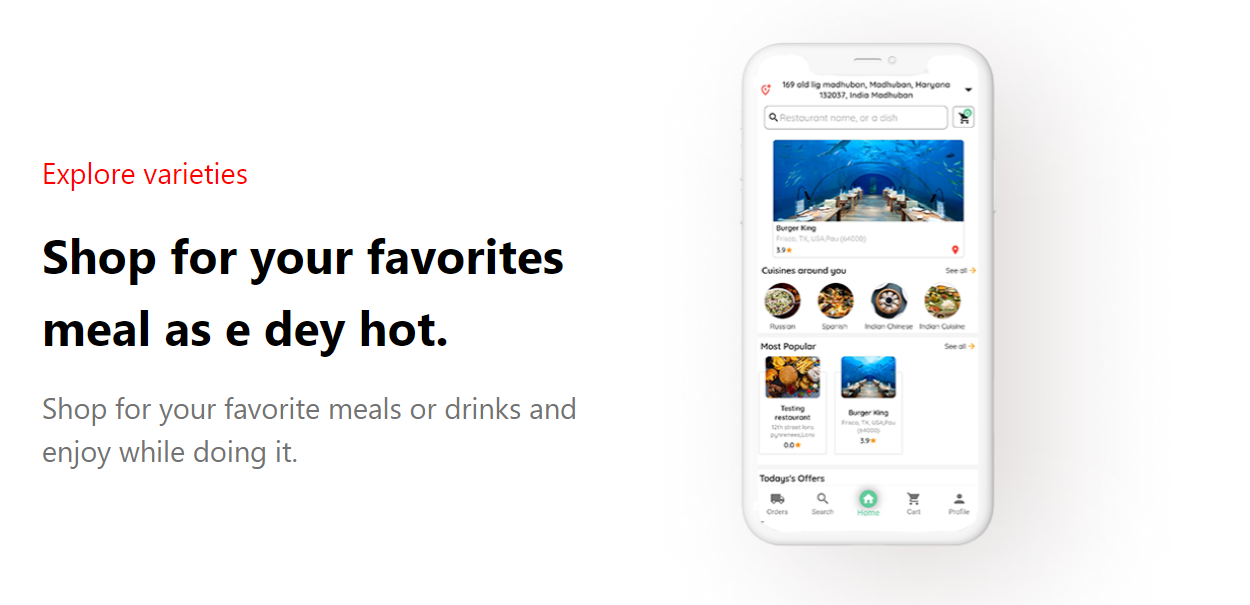 Explore varieties
Shop for your favorites
meal as e dey hot.
Shop for your favorite meals or drinks and
enjoy while doing it.
169 old lig madhuban, Madhuban, Haryana
132037, India Madhuban
Restaurant name, or a dish
Burger King
Frisco, TX, USA,Pau (64000)
3.9
Cuisines around you
See all
Russian
Spanish
Indian Chinese
Indian Cuisine
Most Popular
See all
Testing
restaurant
12th street lons
pyreneees,Lons
0.0
Burger King
Frisco, TX, USA,Pau
(64000)
3.9
Todays's Offers
Orders
Search
Home
Cart
Profile